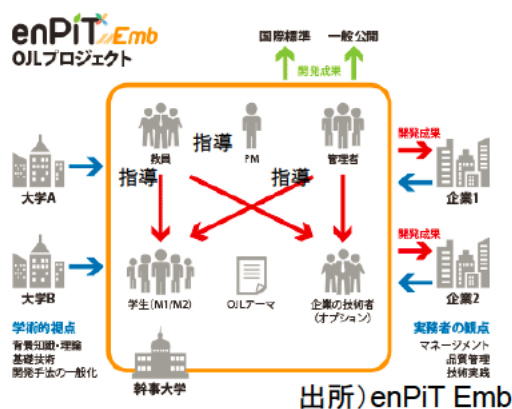 enPiT Emb
OJLプロジェクト
国際標準 一般公開
開発成果
教員
PM
管理者
指導
指導
指導
大学A
大学B
開発成果
企業1
開発成果
企業2
学生(M1/M2)
OJLテーマ
企業の技術者
(オプション)
学術的視点
背景知識・理論
基礎技術
開発手法の一般化
幹事大学
実務者の観点
マネージメント
品質管理
技術実践
出所)enPiT Emb